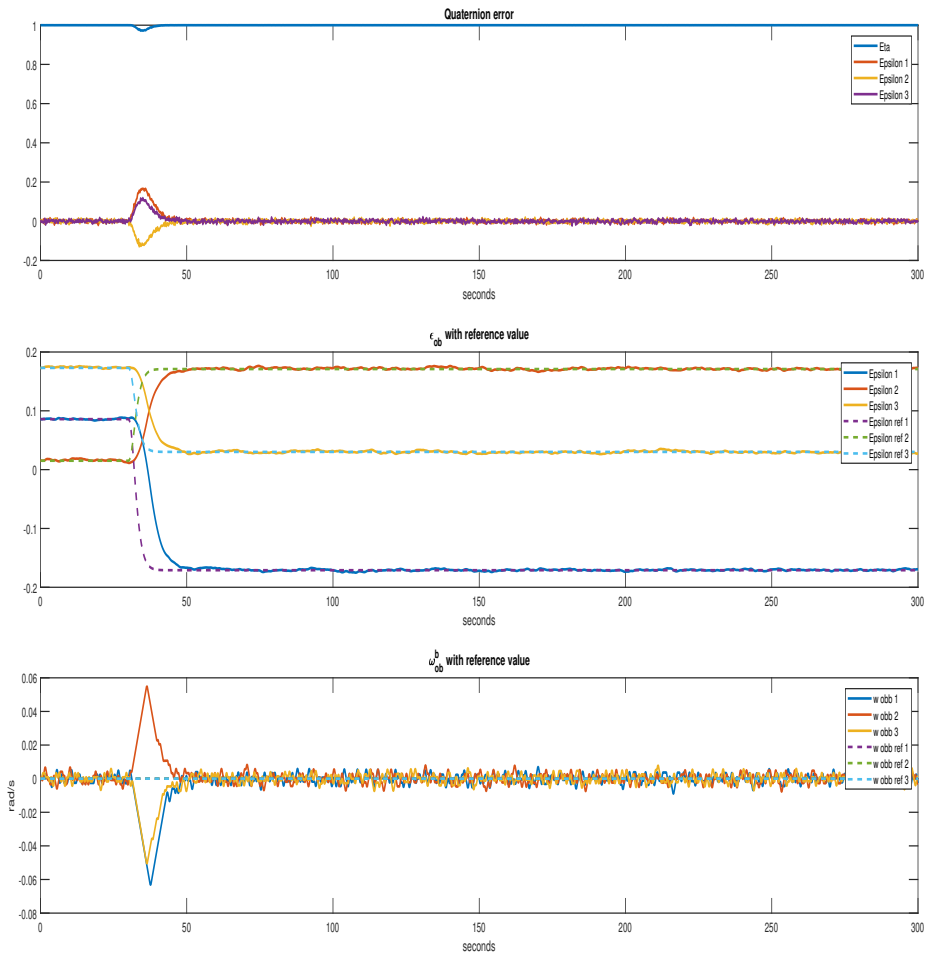 Quaternion error
1
0.8
0.6
0.4
0.2
0
-0.2
0 50 100 150 200 250 300
seconds
Eta
Epsilon 1
Epsilon 2
Epsilon 3
ϵob with reference value
0.2
0.1
0
-0.1
-0.2
0 50 100 150 200 250 300
seconds
Epsilon 1
Epsilon 2
Epsilon 3
Epsilon ref 1
Epsilon ref 2
Epsilon ref 3
ω^b_ob with reference value
0.06
0.04
0.02
0
-0.02
-0.04
-0.06
-0.08
rad/s
0 50 100 150 200 250 300
seconds
w obb 1
w obb 2
w obb 3
w obb ref 1
w obb ref 2
w obb ref 3